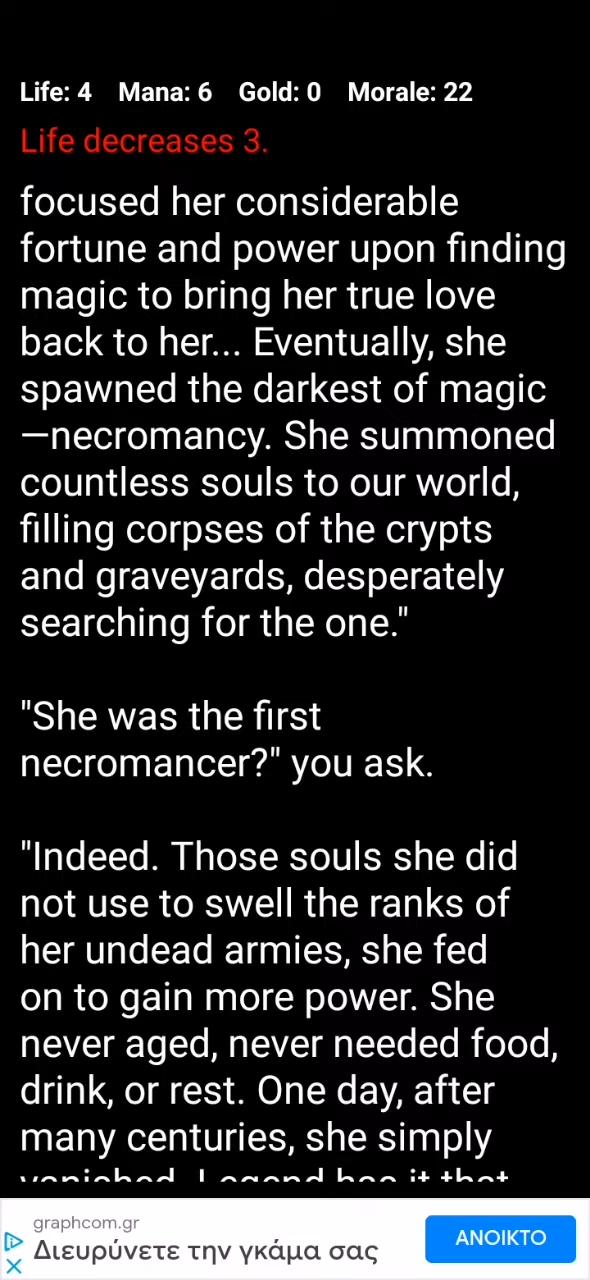 Life: 4 Mana: 6 Gold: 0 Morale: 22
Life decreases 3.
focused her considerable
fortune and power upon finding
magic to bring her true love
back to her... Eventually, she
spawned the darkest of magic
—necromancy. She summoned
countless souls to our world,
filling corpses of the crypts
and graveyards, desperately
searching for the one."
"She was the first
necromancer?" you ask.
"Indeed. Those souls she did
not use to swell the ranks of
her undead armies, she fed
on to gain more power. She
never aged, never needed food,
drink, or rest. One day, after
many centuries, she simply
vanished. Legend has it that
graphcom.gr
Διευρύνετε την γκάμα σας
ΑΝΟΙΚΤΟ